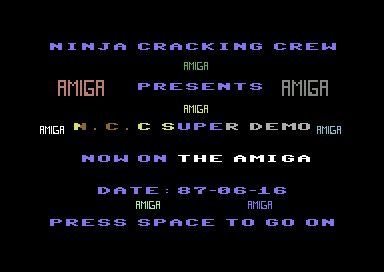 NINJA CRACKING CREW
AMIGA
AMIGA PRESENTS AMIGA
AMIGA
AMIGA N.C.C SUPER DEMO AMIGA
NOW ON THE AMIGA
DATE:87-06-16
AMIGA AMIGA
PRESS SPACE TO GO ON